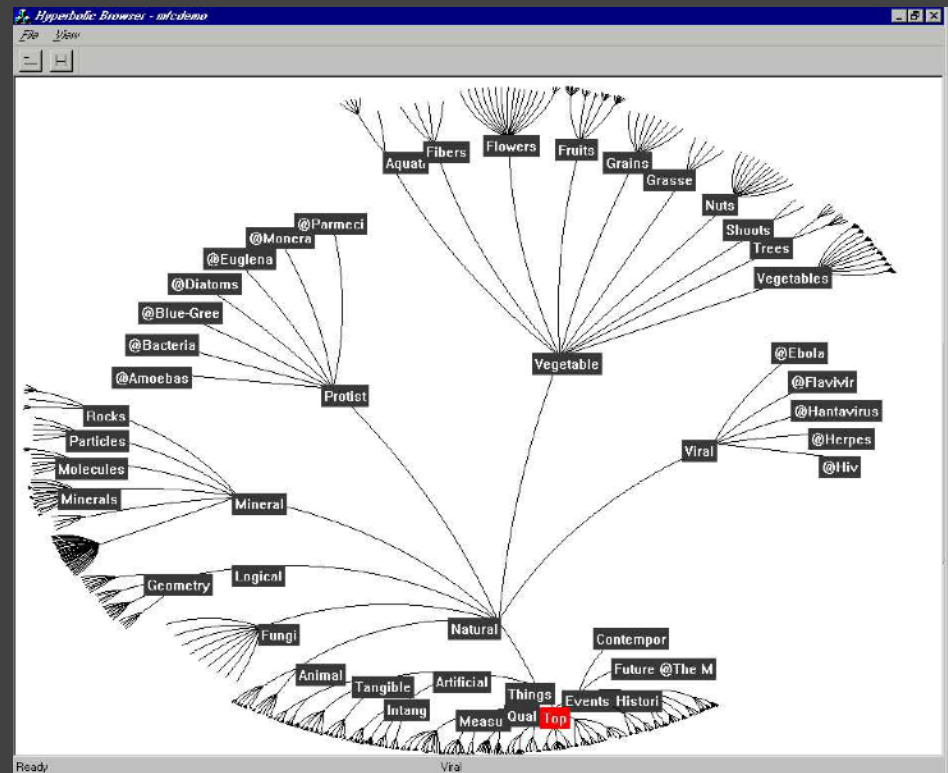 Hyperbolic Browser - mfcdemo
File View
Flowers
Fruits
Fibers
Aquat
Grains
Grasse
Nuts
Shoots
Trees
Vegetables
@Parmeci
@Monera
@Euglena
@Diatoms
@Blue-Gree
@Bacteria
@Amoebas
Protist
Vegetable
@Ebola
@Flavivir
@Hantavirus
@Herpes
@Hiv
Viral
Rocks
Particles
Molecules
Minerals
Mineral
Logical
Geometry
Natural
Fungi
Contempor
Future @The M
Animal
Tangible
Artificial
Intang
Things
Events Histori
Measu
Qual
Top
Ready Viral